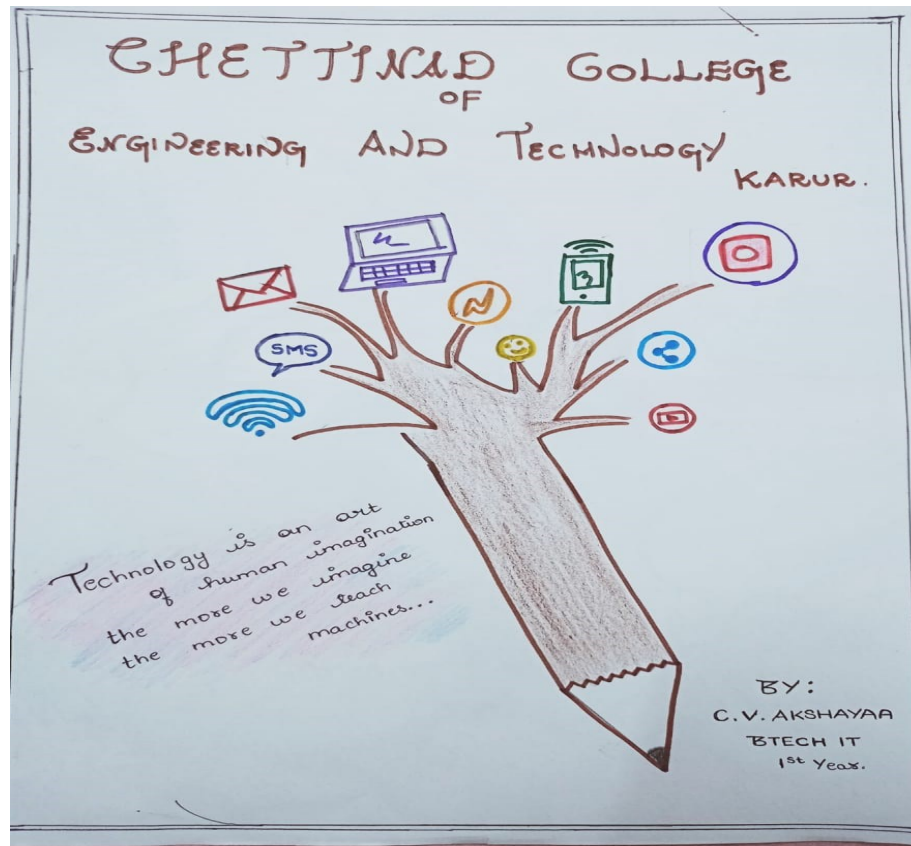 CHETTINAD COLLEGE
OF
ENGINEERING AND TECHNOLOGY
KARUR.
SMS
Technology is an art
of human imagination
the more we imagine
the more we teach
machines...
BY:
C.V. AKSHAYAA
BTECH IT
1st Year.